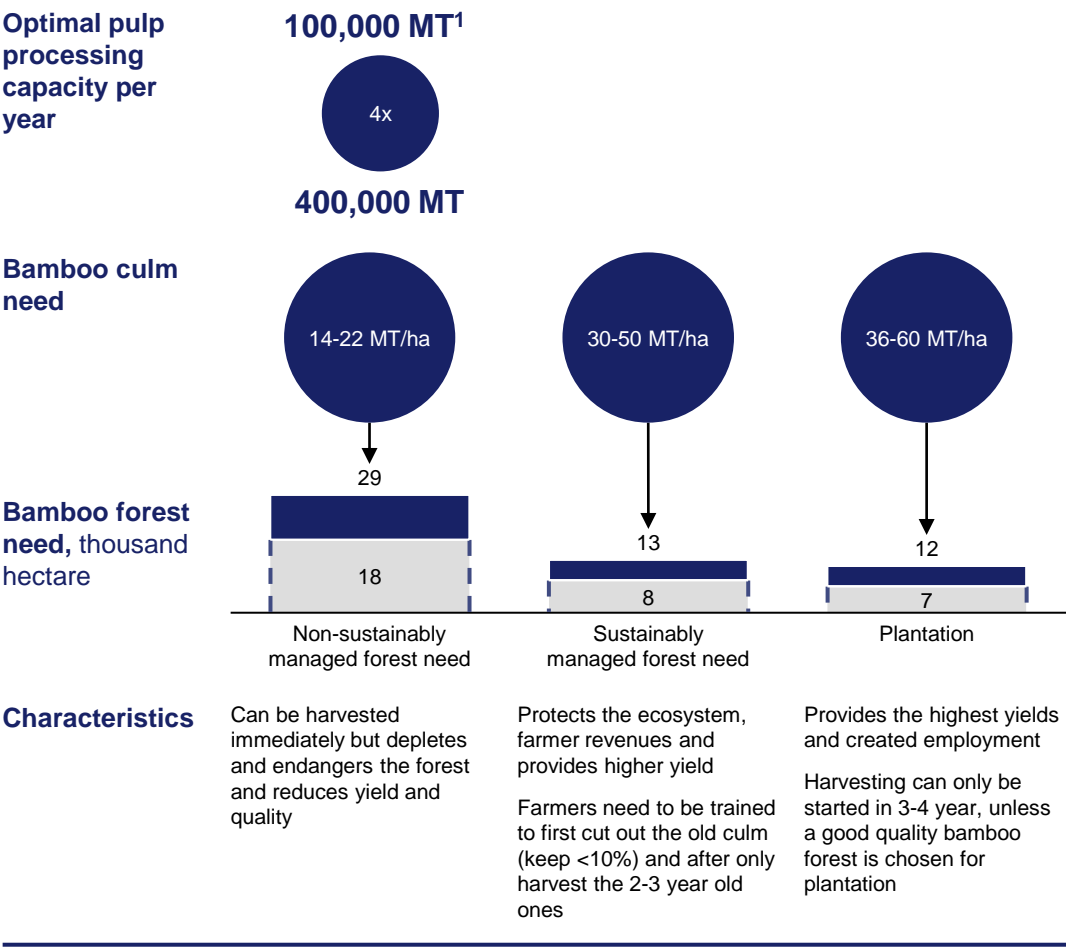 Optimal pulp
processing
capacity per
year
100,000 MT¹
4x
400,000 MT
Bamboo culm
need
14-22 MT/ha
30-50 MT/ha
36-60 MT/ha
Bamboo forest
need, thousand
hectare
29
18
13
8
12
7
Non-sustainably
managed forest need
Sustainably
managed forest need
Plantation
Characteristics
Can be harvested
immediately but depletes
and endangers the forest
and reduces yield and
quality
Protects the ecosystem,
farmer revenues and
provides higher yield
Farmers need to be trained
to first cut out the old culm
(keep <10%) and after only
harvest the 2-3 year old
ones
Provides the highest yields
and created employment
Harvesting can only be
started in 3-4 year, unless
a good quality bamboo
forest is chosen for
plantation